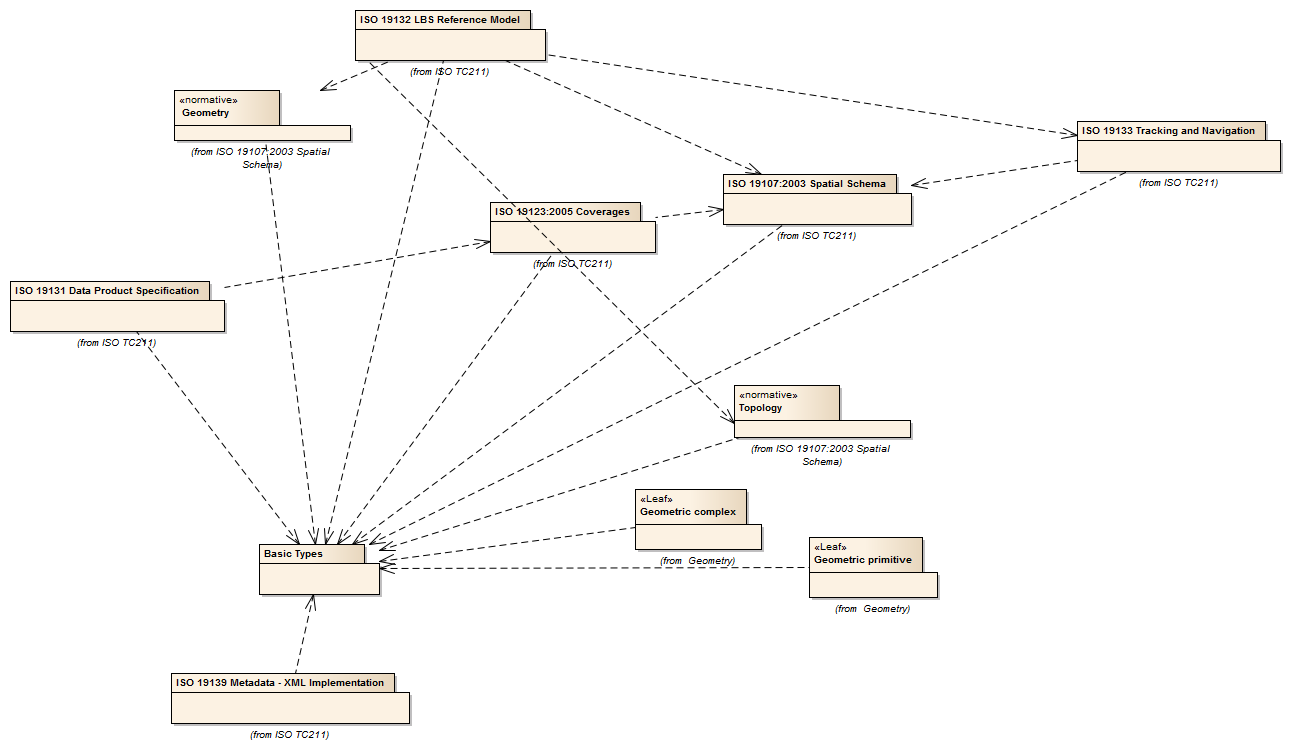 ISO 19132 LBS Reference Model
(from ISO TC211)
«normative»
Geometry
(from ISO 19107:2003 Spatial
Schema)
ISO 19133 Tracking and Navigation
(from ISO TC211)
ISO 19107:2003 Spatial Schema
(from ISO TC211)
ISO 19123:2005 Coverages
(from ISO TC211)
ISO 19131 Data Product Specification
(from ISO TC211)
«normative»
Topology
(from ISO 19107:2003 Spatial
Schema)
«Leaf»
Geometric complex
(from  Geometry)
«Leaf»
Geometric primitive
(from  Geometry)
Basic Types
ISO 19139 Metadata - XML Implementation
(from ISO TC211)